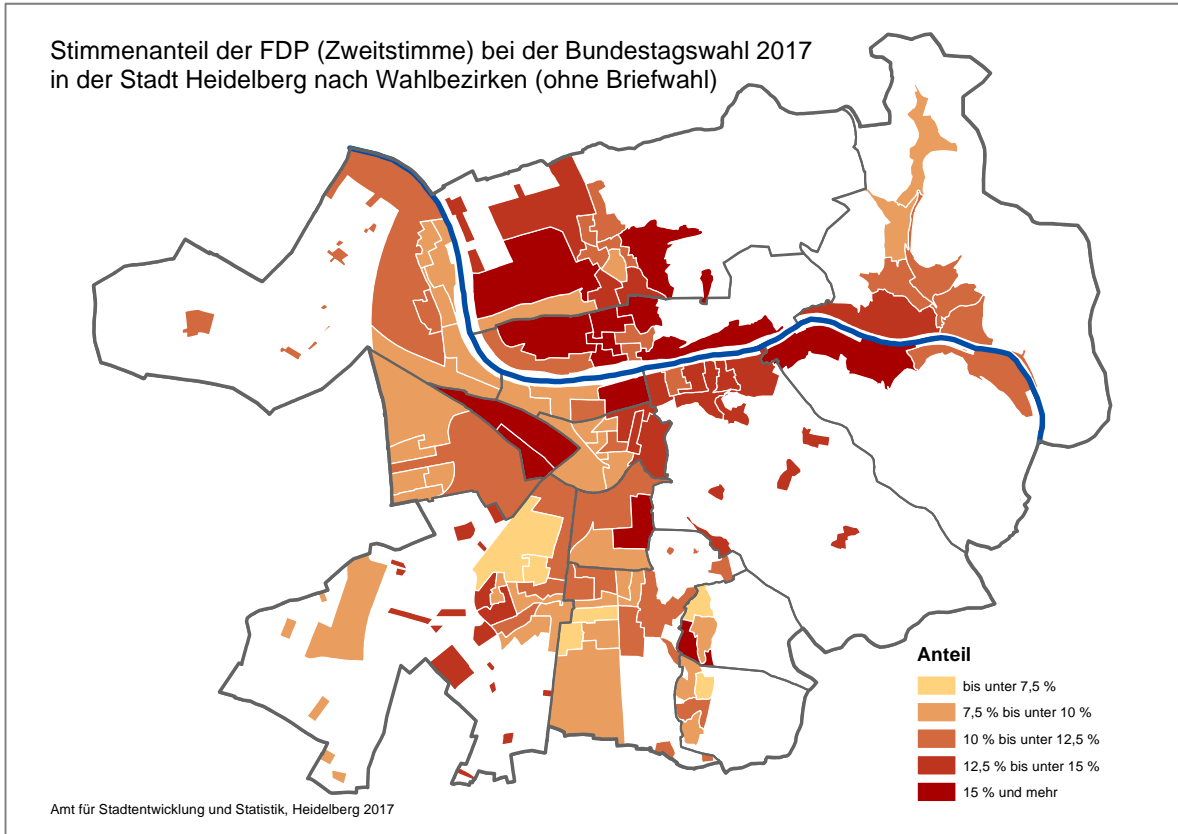 Stimmenanteil der FDP (Zweitstimme) bei der Bundestagswahl 2017
in der Stadt Heidelberg nach Wahlbezirken (ohne Briefwahl)
Anteil
bis unter 7,5 %
7,5 % bis unter 10 %
10 % bis unter 12,5 %
12,5 % bis unter 15 %
15 % und mehr
Amt für Stadtentwicklung und Statistik, Heidelberg 2017